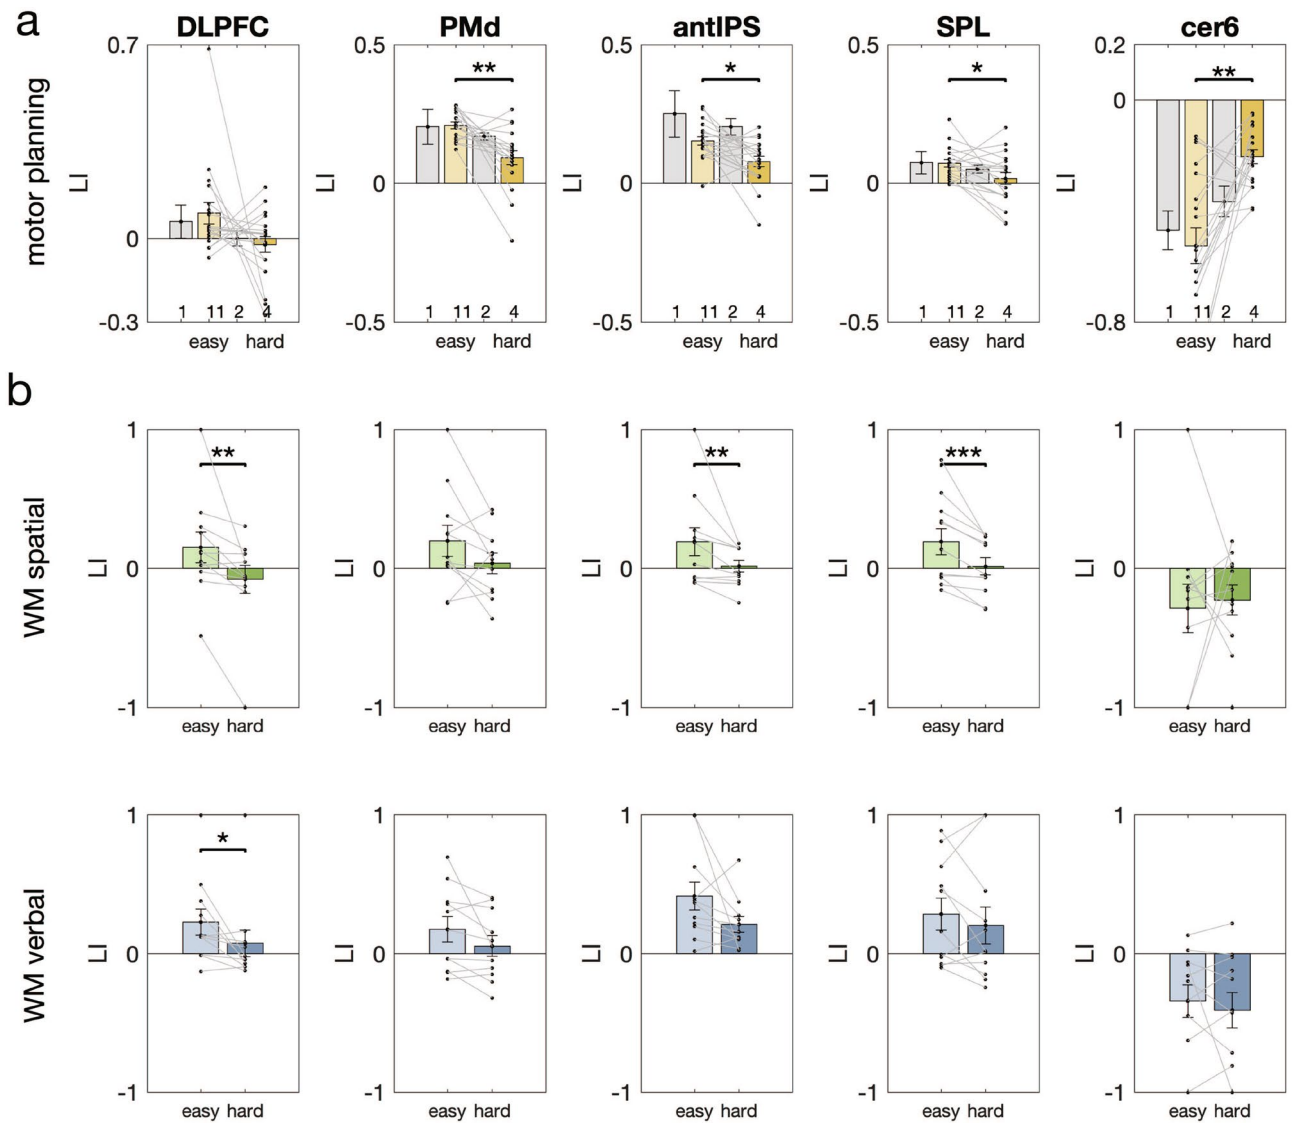 a
DLPFC PMd antIPS SPL cer6
motor planning
0.7 0.5 0.5 0.5 0.2
** * * **
0
LI LI LI LI LI
0 0 0 0
1 11 2 4 1 11 2 4 1 11 2 4 1 11 2 4 1 11 2 4
-0.3 -0.5 -0.5 -0.5 -0.8
easy hard easy hard easy hard easy hard easy hard
b
WM spatial
1 1 1 1 1
** ** ***
LI LI LI LI LI
0 0 0 0 0
-1 -1 -1 -1 -1
easy hard easy hard easy hard easy hard easy hard
WM verbal
1 1 1 1 1
*
LI LI LI LI LI
0 0 0 0 0
-1 -1 -1 -1 -1
easy hard easy hard easy hard easy hard easy hard